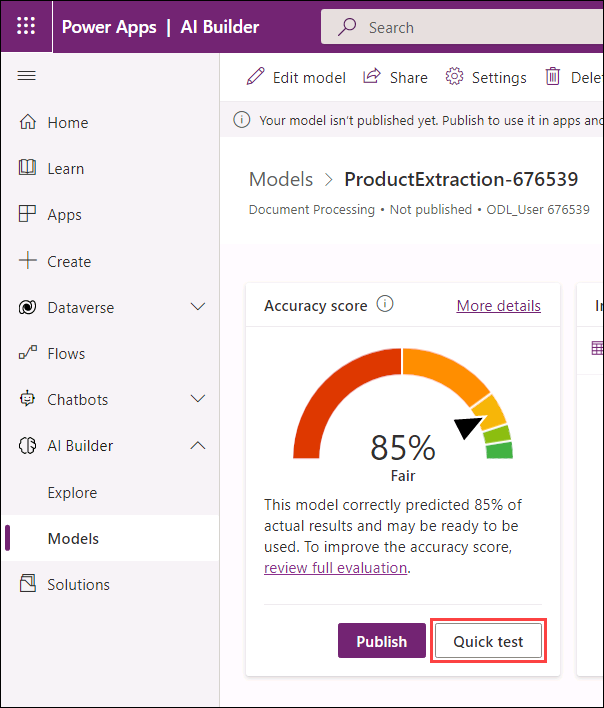 Power Apps | AI Builder
Search
Edit model
Share
Settings
Dele
Your model isn't published yet. Publish to use it in apps and
Home
Learn
Apps
Create
Dataverse
Flows
Chatbots
AI Builder
Explore
Models
Solutions
Models > ProductExtraction-676539
Document Processing • Not published • ODL_User 676539
Accuracy score
More details
85%
Fair
This model correctly predicted 85% of
actual results and may be ready to be
used. To improve the accuracy score,
review full evaluation.
Publish
Quick test